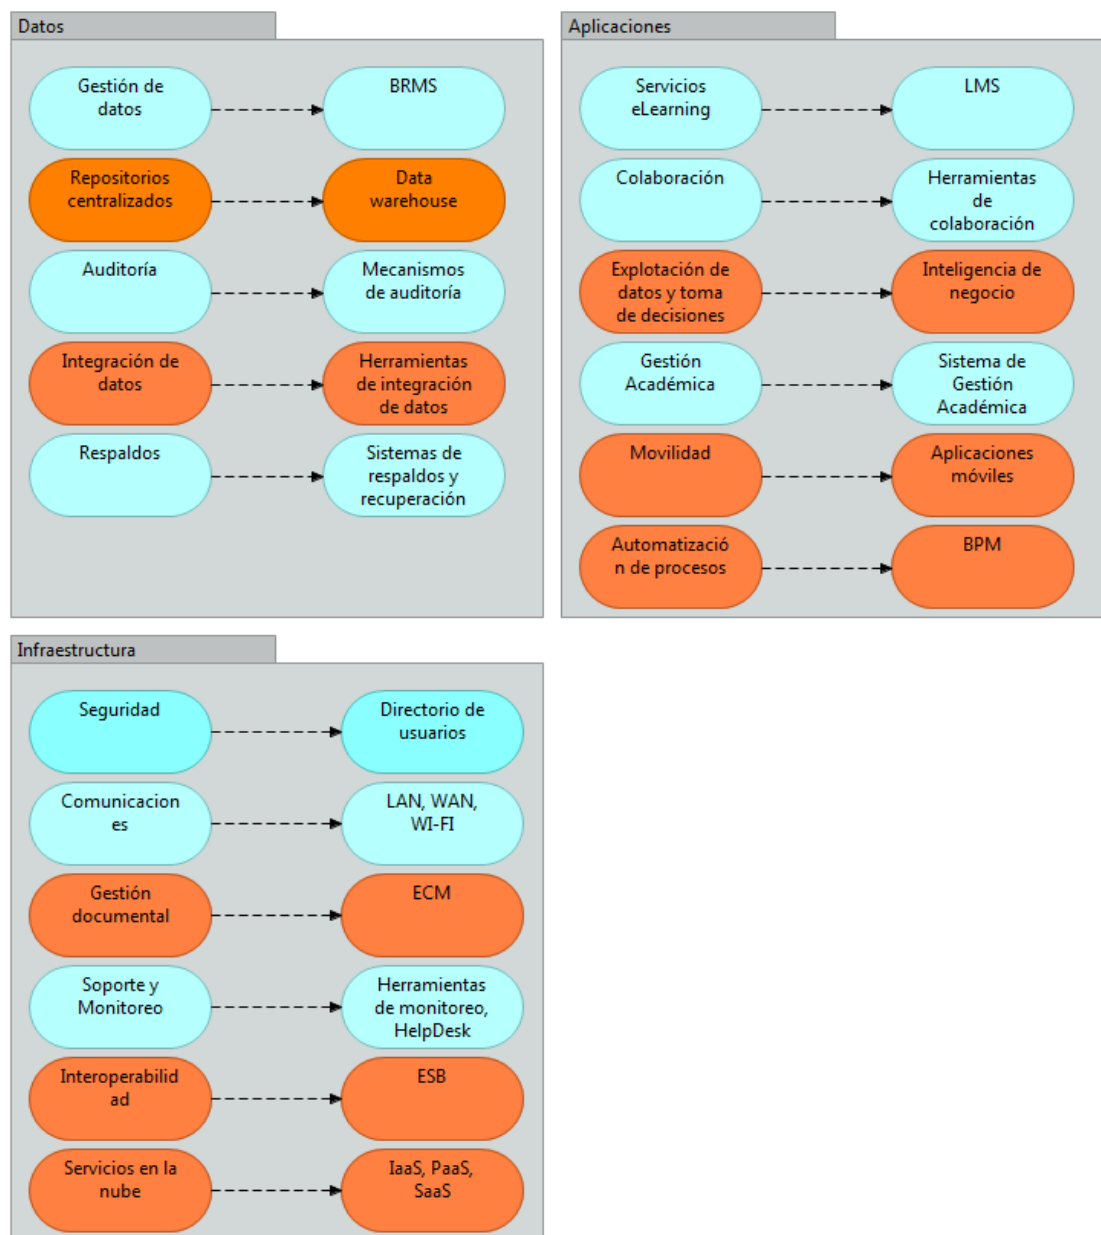 Datos
Gestión de
datos
BRMS
Repositorios
centralizados
Data
warehouse
Auditoría
Mecanismos
de auditoría
Integración de
datos
Herramientas
de integración
de datos
Respaldos
Sistemas de
respaldos y
recuperación
Aplicaciones
Servicios
eLearning
LMS
Colaboración
Herramientas
de
colaboración
Explotación de
datos y toma
de decisiones
Inteligencia de
negocio
Gestión
Académica
Sistema de
Gestión
Académica
Movilidad
Aplicaciones
móviles
Automatizació
n de procesos
BPM
Infraestructura
Seguridad
Directorio de
usuarios
Comunicacion
es
LAN, WAN,
WI-FI
Gestión
documental
ECM
Soporte y
Monitoreo
Herramientas
de monitoreo,
HelpDesk
Interoperabilid
ad
ESB
Servicios en la
nube
IaaS, PaaS,
SaaS